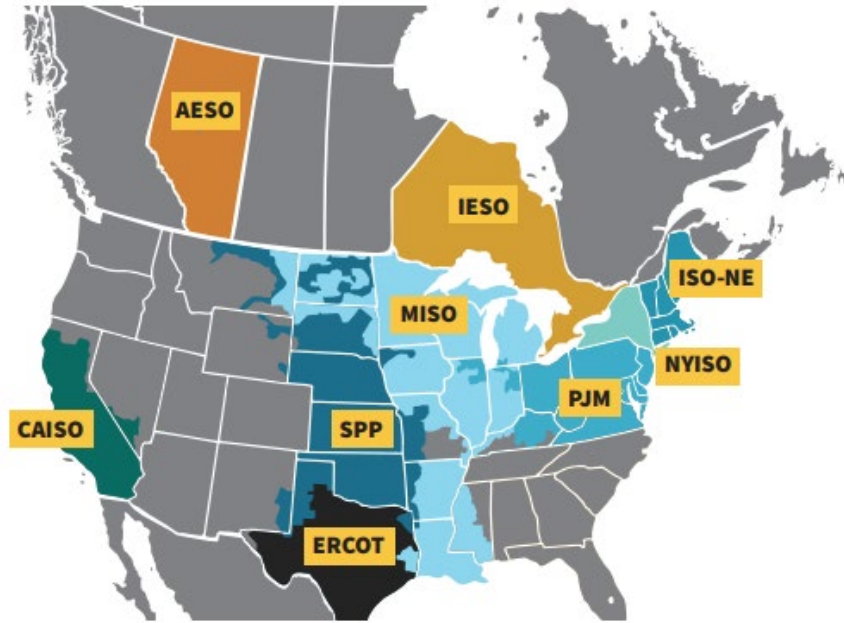 AESO
IESO
ISO-NE
MISO
NYISO
PJM
CAISO
SPP
ERCOT